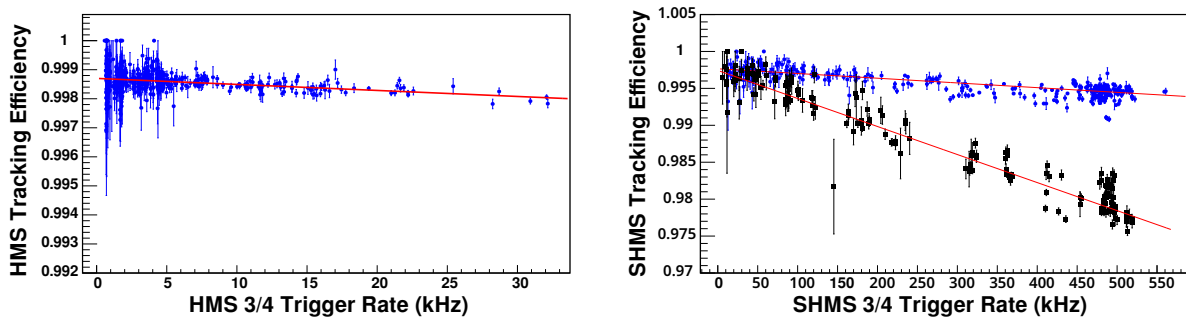 HMS Tracking Efficiency
1
0.999
0.998
0.997
0.996
0.995
0.994
0.993
0.992
0 5 10 15 20 25 30
HMS 3/4 Trigger Rate (kHz)
SHMS Tracking Efficiency
1.005
1
0.995
0.99
0.985
0.98
0.975
0.97
0 50 100 150 200 250 300 350 400 450 500 550
SHMS 3/4 Trigger Rate (kHz)